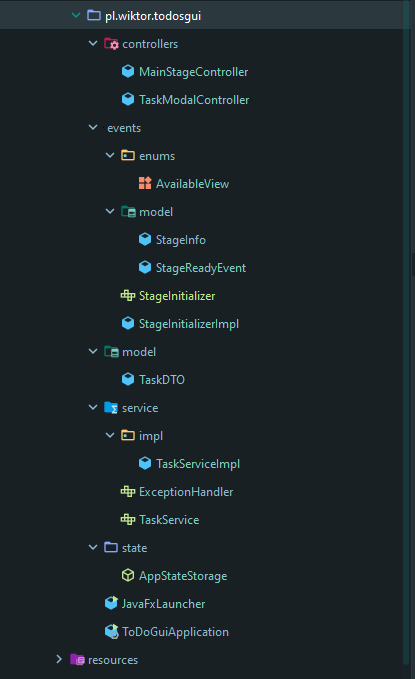 pl.wiktor.todosgui
controllers
MainStageController
TaskModalController
events
enums
AvailableView
model
StageInfo
StageReadyEvent
StageInitializer
StageInitializerImpl
model
TaskDTO
service
impl
TaskServiceImpl
ExceptionHandler
TaskService
state
AppStateStorage
JavaFxLauncher
ToDoGuiApplication
resources